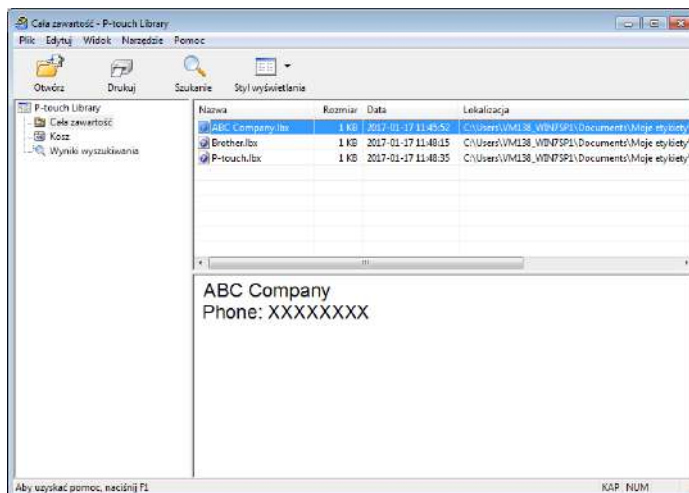 Cała zawartość - P-touch Library
Plik Edytuj Widok Narzędzie Pomoc
Otwórz Drukuj Szukanie Styl wyświetlania
P-touch Library
Cała zawartość
Kosz
Wyniki wyszukiwania
Nazwa Rozmiar Data Lokalizacja
ABC Company.lbx 1 KB 2017-01-17 11:45:52 C:\Users\VM138_WIN7SP1\Documents\Moje etykiety\
Brother.lbx 1 KB 2017-01-17 11:48:15 C:\Users\VM138_WIN7SP1\Documents\Moje etykiety\
P-touch.lbx 1 KB 2017-01-17 11:48:35 C:\Users\VM138_WIN7SP1\Documents\Moje etykiety\
ABC Company
Phone: XXXXXXXX
Aby uzyskać pomoc, naciśnij F1
KAP NUM